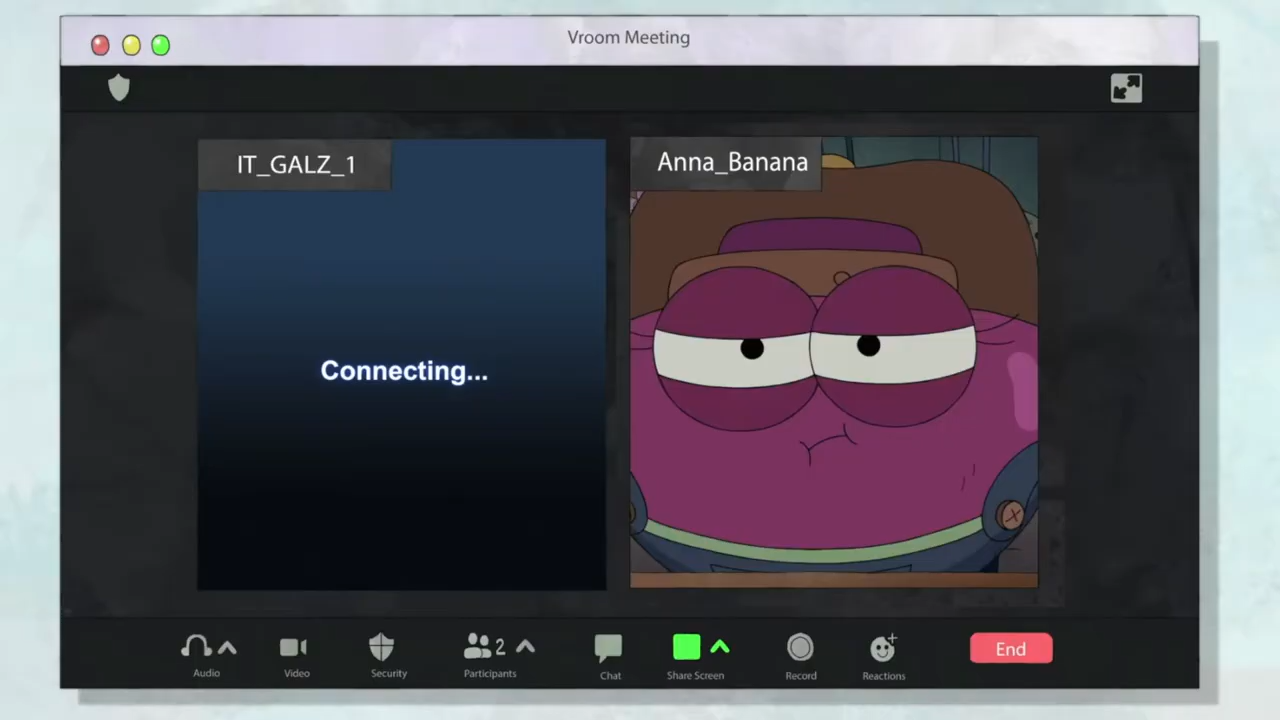 Vroom Meeting
IT_GALZ_1
Anna_Banana
Connecting...
2
Audio
Video
Security
Participants
Chat
Share Screen
Record
Reactions
End